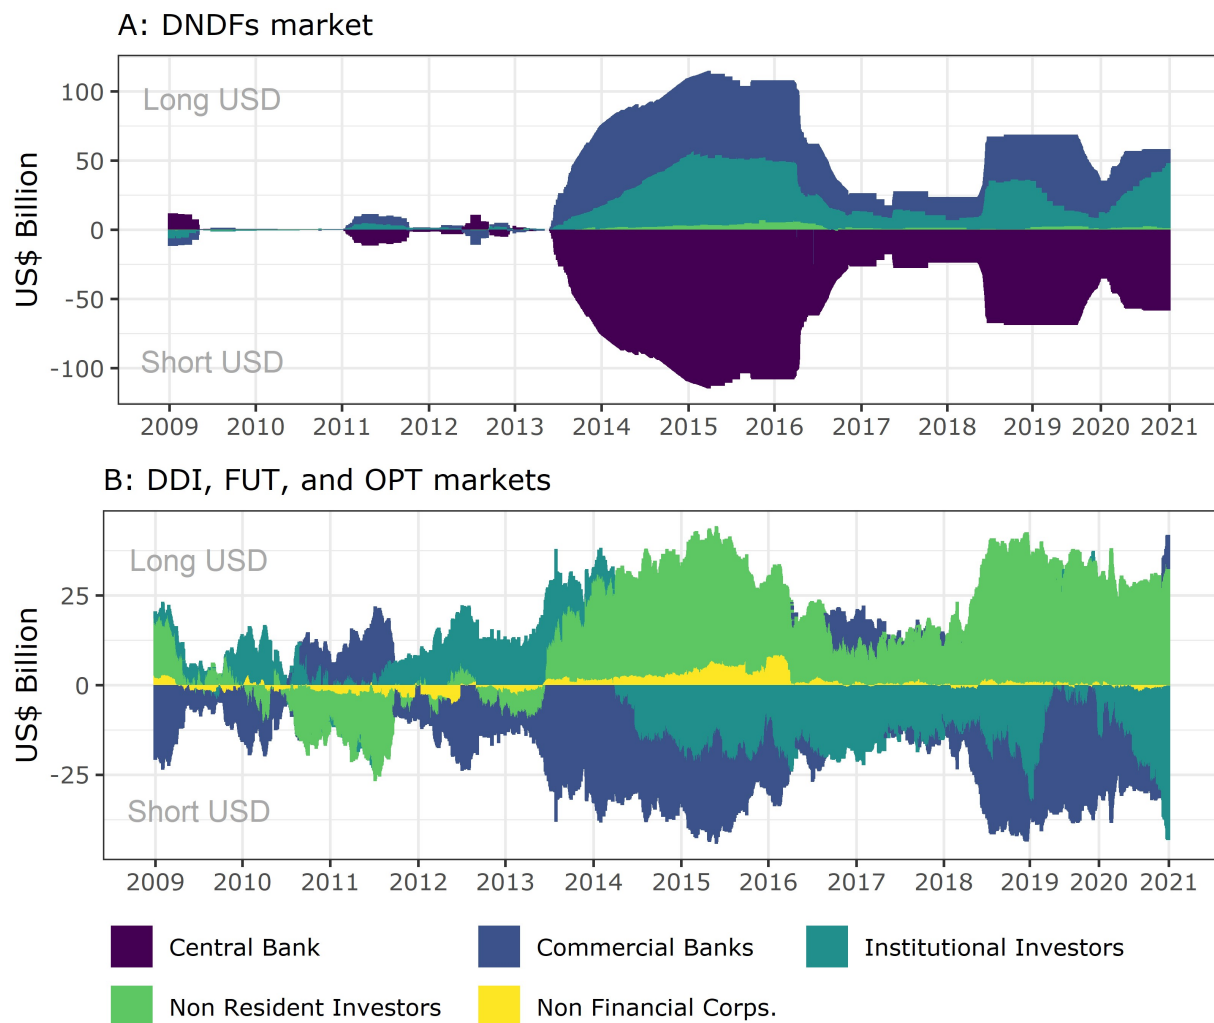 A: DNDFs market
Long USD
100
50
0
-50
-100
Short USD
US$ Billion
2009 2010 2011 2012 2013 2014 2015 2016 2017 2018 2019 2020 2021
B: DDI, FUT, and OPT markets
Long USD
25
0
-25
Short USD
US$ Billion
2009 2010 2011 2012 2013 2014 2015 2016 2017 2018 2019 2020 2021
Central Bank Commercial Banks Institutional Investors
Non Resident Investors Non Financial Corps.